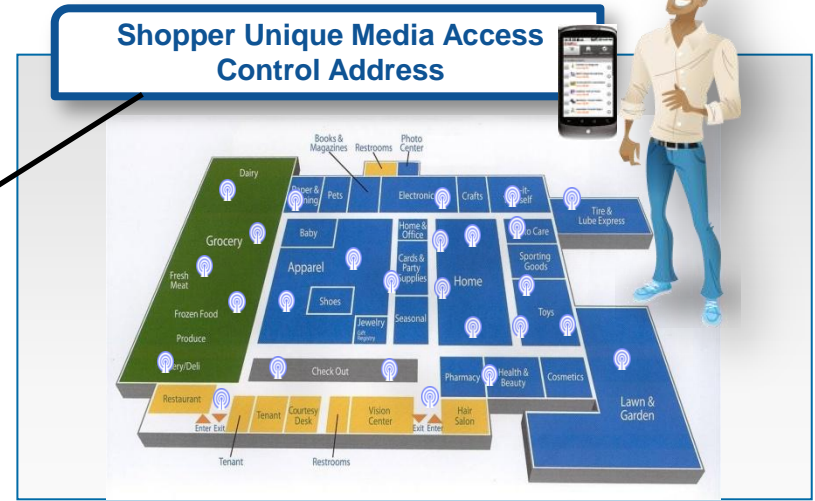 Shopper Unique Media Access
Control Address
Books &
Magazines
Restrooms
Photo
Center
Dairy
Pets
Electronic
Crafts
Tire &
Lube Express
Baby
Home &
Office
Grocery
Apparel
Cards &
Party
Home
Sporting
Goods
Fresh
Meat
Shoes
Toys
Frozen Food
Jewelry
Gift
Registry
Seasonal
Produce
Check Out
Pharmacy
Health &
Beauty
Cosmetics
Lawn &
Garden
Restaurant
Enter Exit
Tenant
Courtesy
Desk
Vision
Center
Exit Enter
Hair
Salon
Tenant
Restrooms